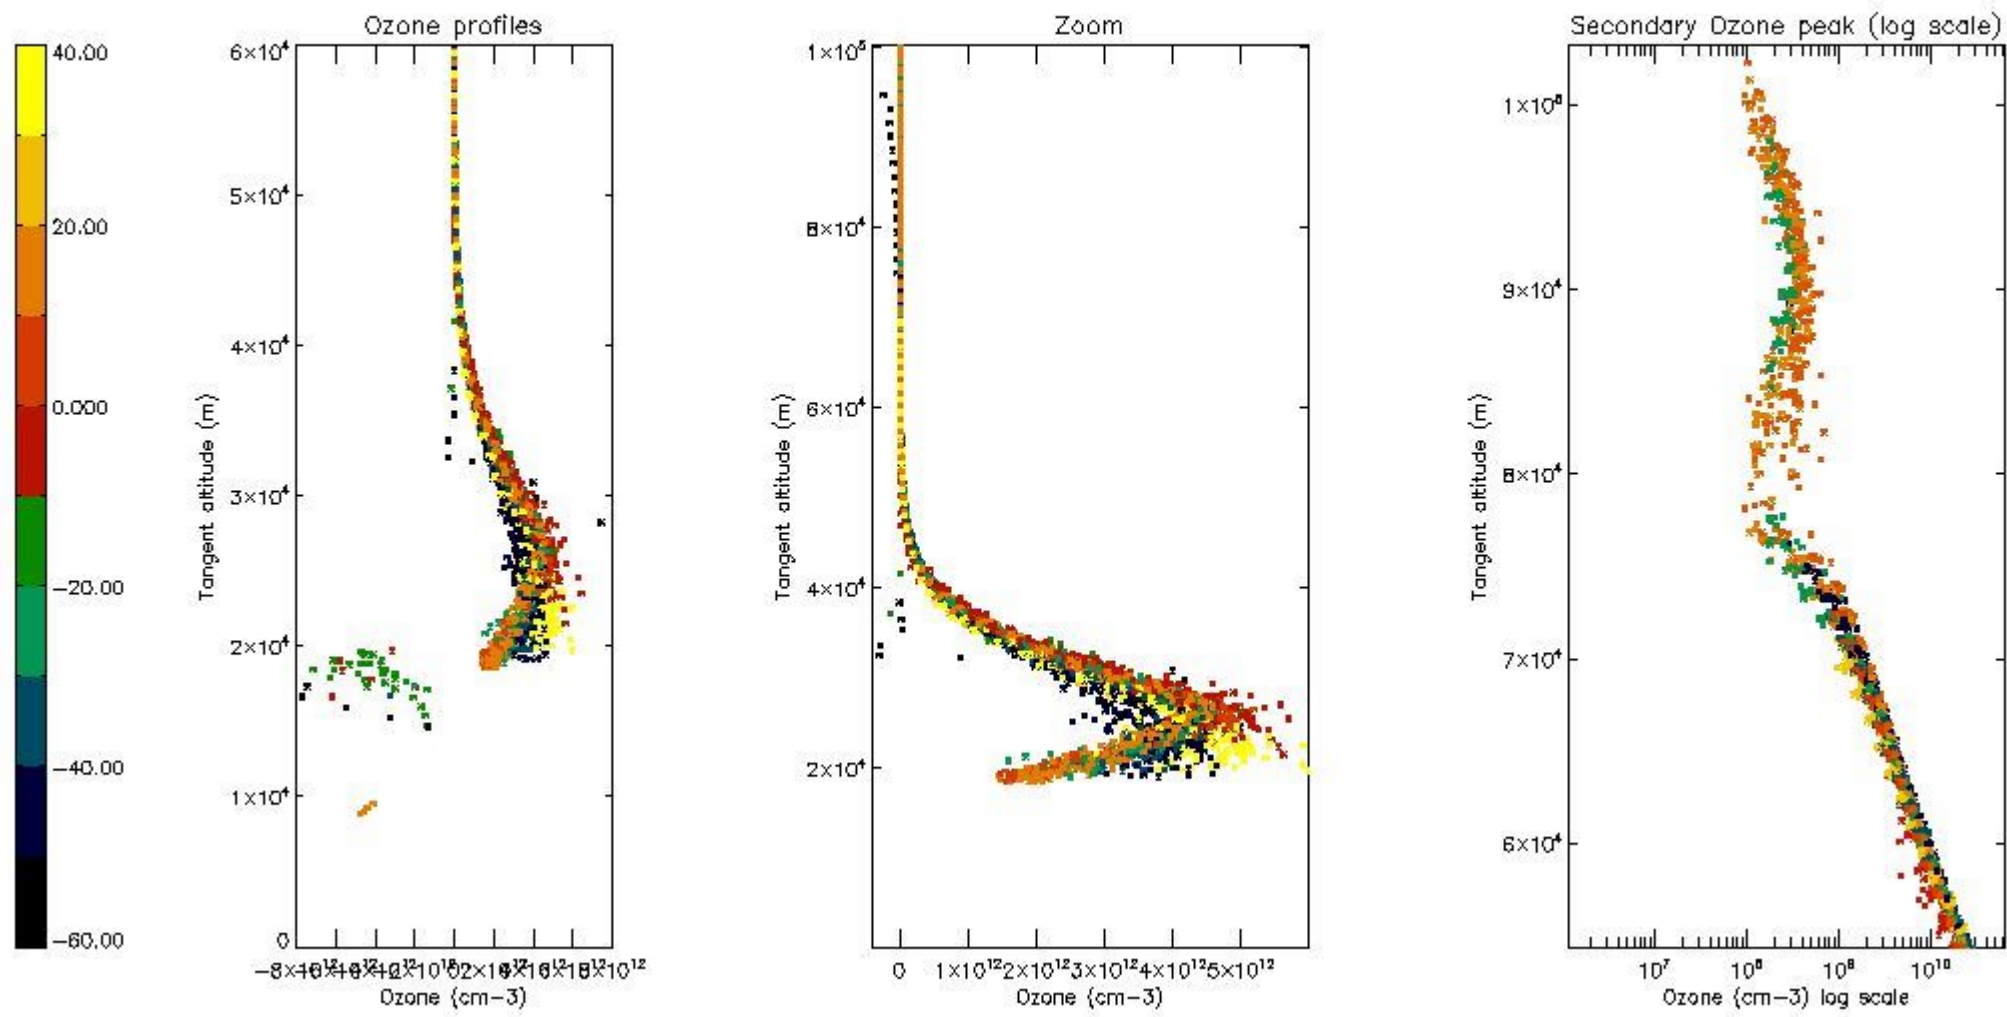 Ozone profiles
Zoom
Secondary Ozone peak (log scale)
40.00
20.00
0.000
−20.00
−40.00
−60.00
6×10⁴
5×10⁴
4×10⁴
3×10⁴
2×10⁴
1×10⁴
0
Tangent altitude (m)
Ozone (cm−3)
1×10⁵
8×10⁴
6×10⁴
4×10⁴
2×10⁴
Tangent altitude (m)
0 1×10¹² 2×10¹² 3×10¹² 4×10¹² 5×10¹²
Ozone (cm−3)
9×10⁴
8×10⁴
7×10⁴
6×10⁴
Tangent altitude (m)
10⁷ 10¹⁰
Ozone (cm−3) log scale